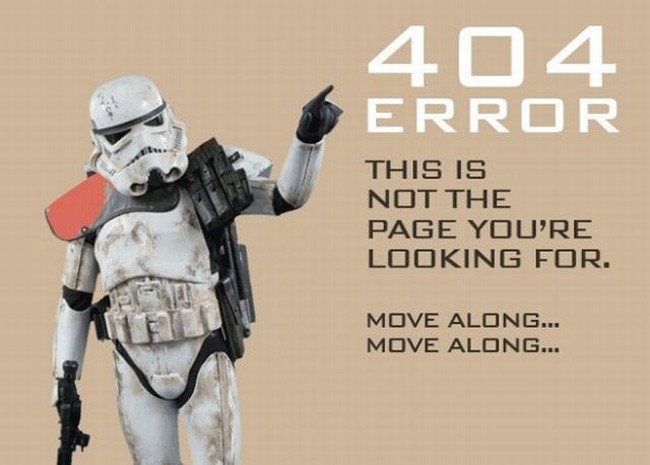 404
ERROR
THIS IS
NOT THE
PAGE YOU'RE
LOOKING FOR.
MOVE ALONG...
MOVE ALONG...